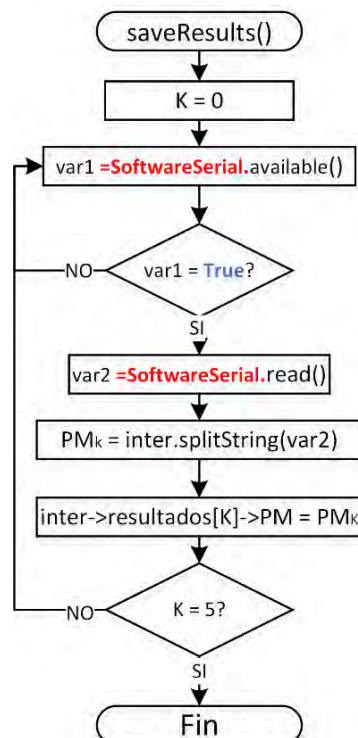 saveResults()
K = 0
var1 =SoftwareSerial.available()
NO
var1 = True?
SI
var2 =SoftwareSerial.read()
PMk = inter.splitString(var2)
inter->resultados[K]->PM = PMk
NO
K = 5?
SI
Fin